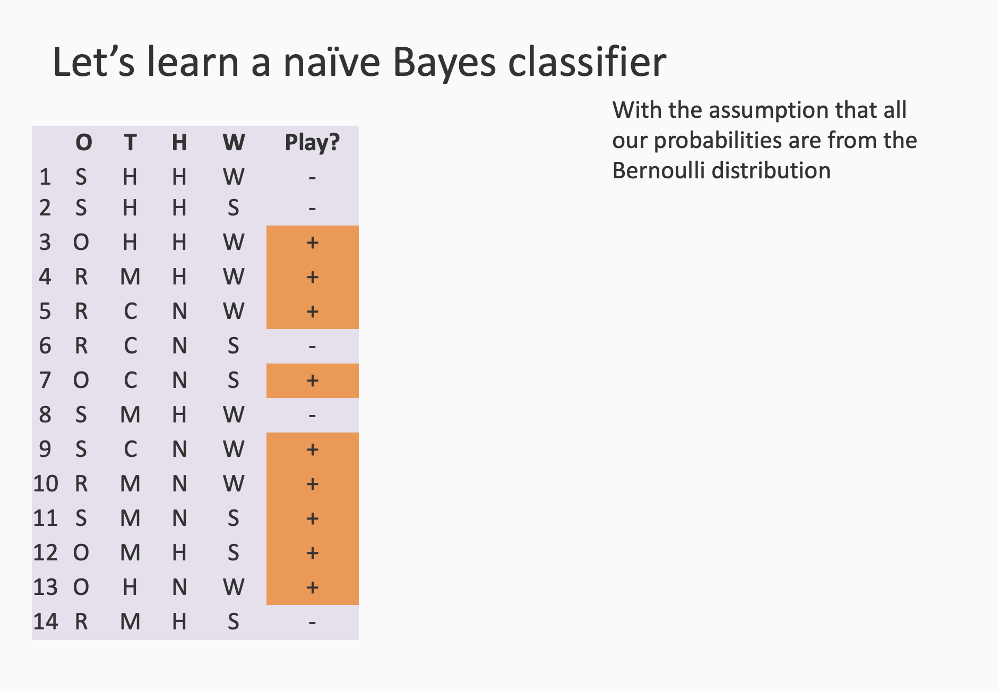 Let’s learn a naïve Bayes classifier
With the assumption that all
our probabilities are from the
Bernoulli distribution
O T H W Play?
1 S H H W -
2 S H H S -
3 O H H W +
4 R M H W +
5 R C N W +
6 R C N S -
7 O C N S +
8 S M H W -
9 S C N W +
10 R M N W +
11 S M N S +
12 O M H S +
13 O H N W +
14 R M H S -